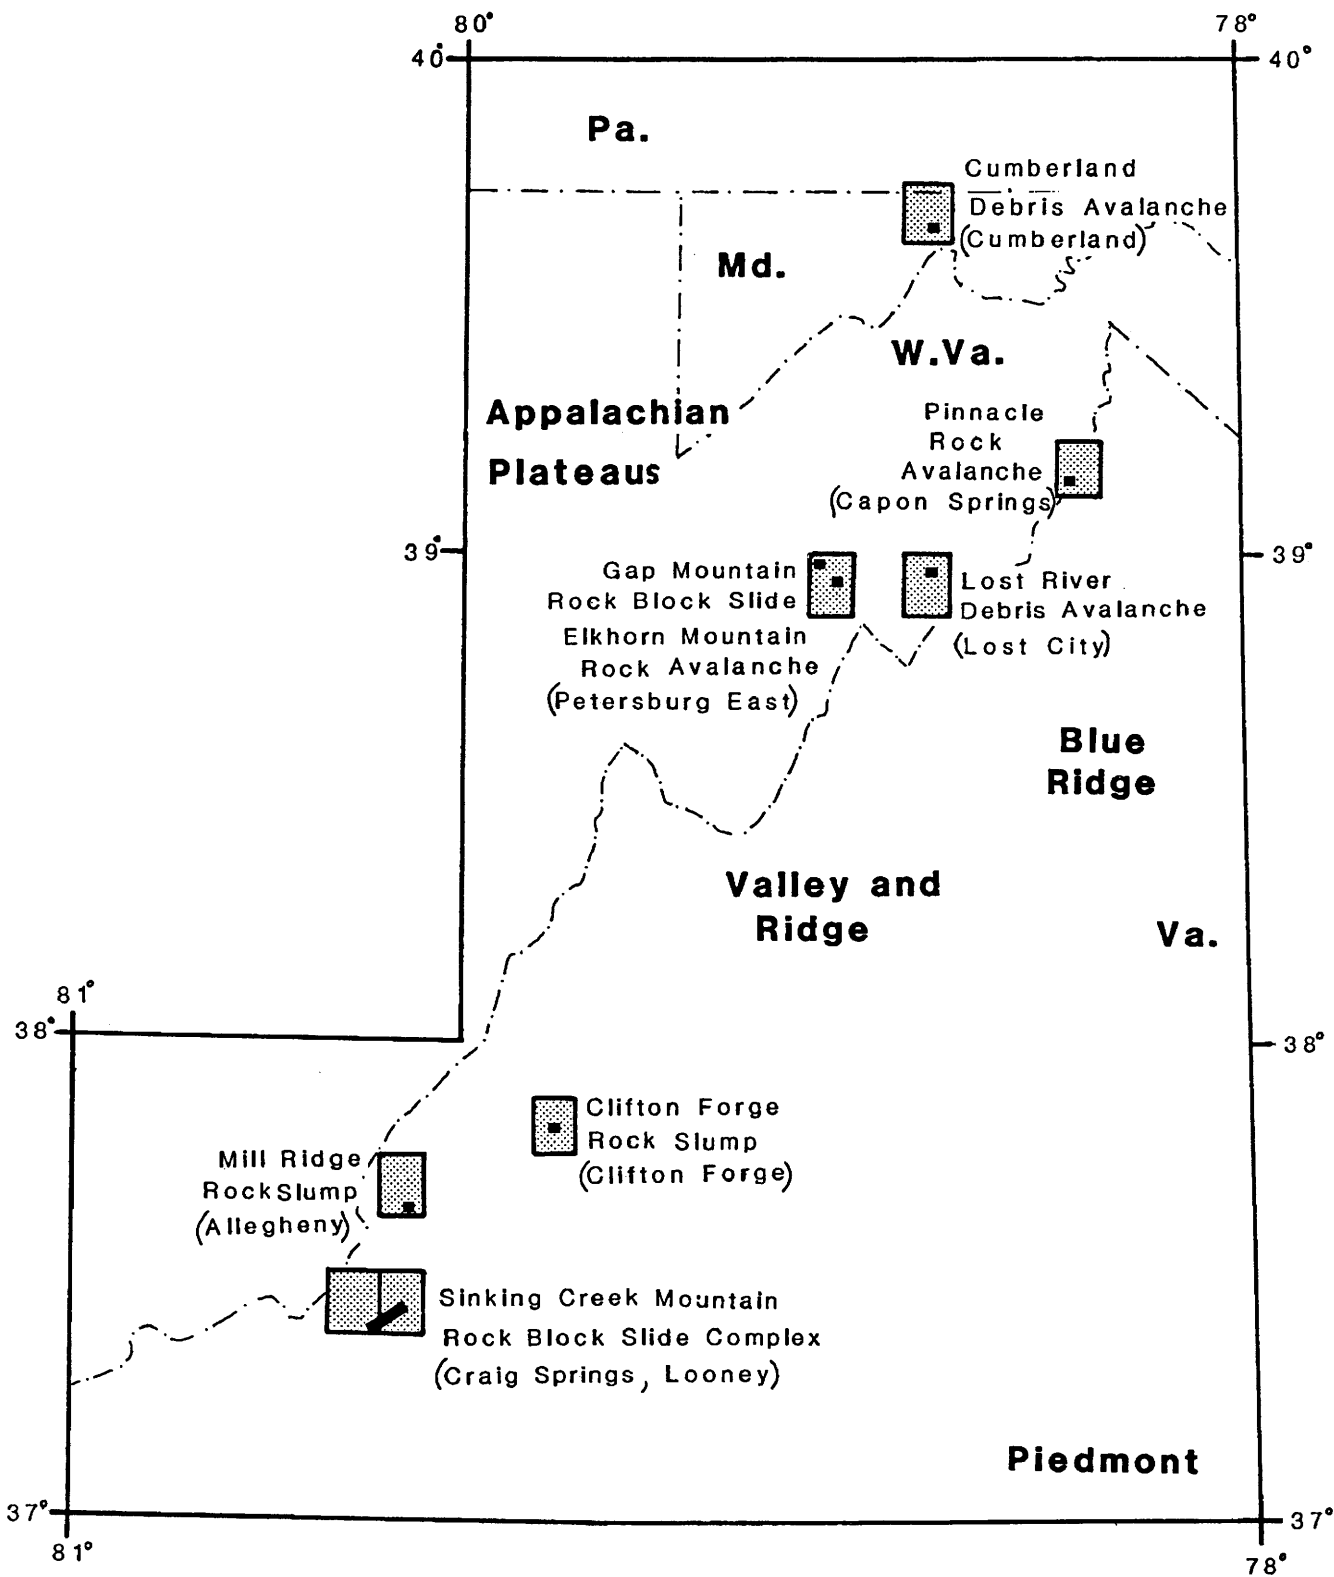 80°
78°
40°
40°
Pa.
Cumberland
Debris Avalanche
(Cumberland)
Md.
W.Va.
Appalachian
Plateaus
Pinnacle
Rock
Avalanche
(Capon Springs)
39°
39°
Gap Mountain
Rock Block Slide
Elkhorn Mountain
Rock Avalanche
(Petersburg East)
Lost River
Debris Avalanche
(Lost City)
Blue
Ridge
Valley and
Ridge
Va.
81°
38°
38°
Clifton Forge
Rock Slump
(Clifton Forge)
Mill Ridge
RockSlump
(Allegheny)
Sinking Creek Mountain
Rock Block Slide Complex
(Craig Springs, Looney)
Piedmont
37°
37°
81°
78°